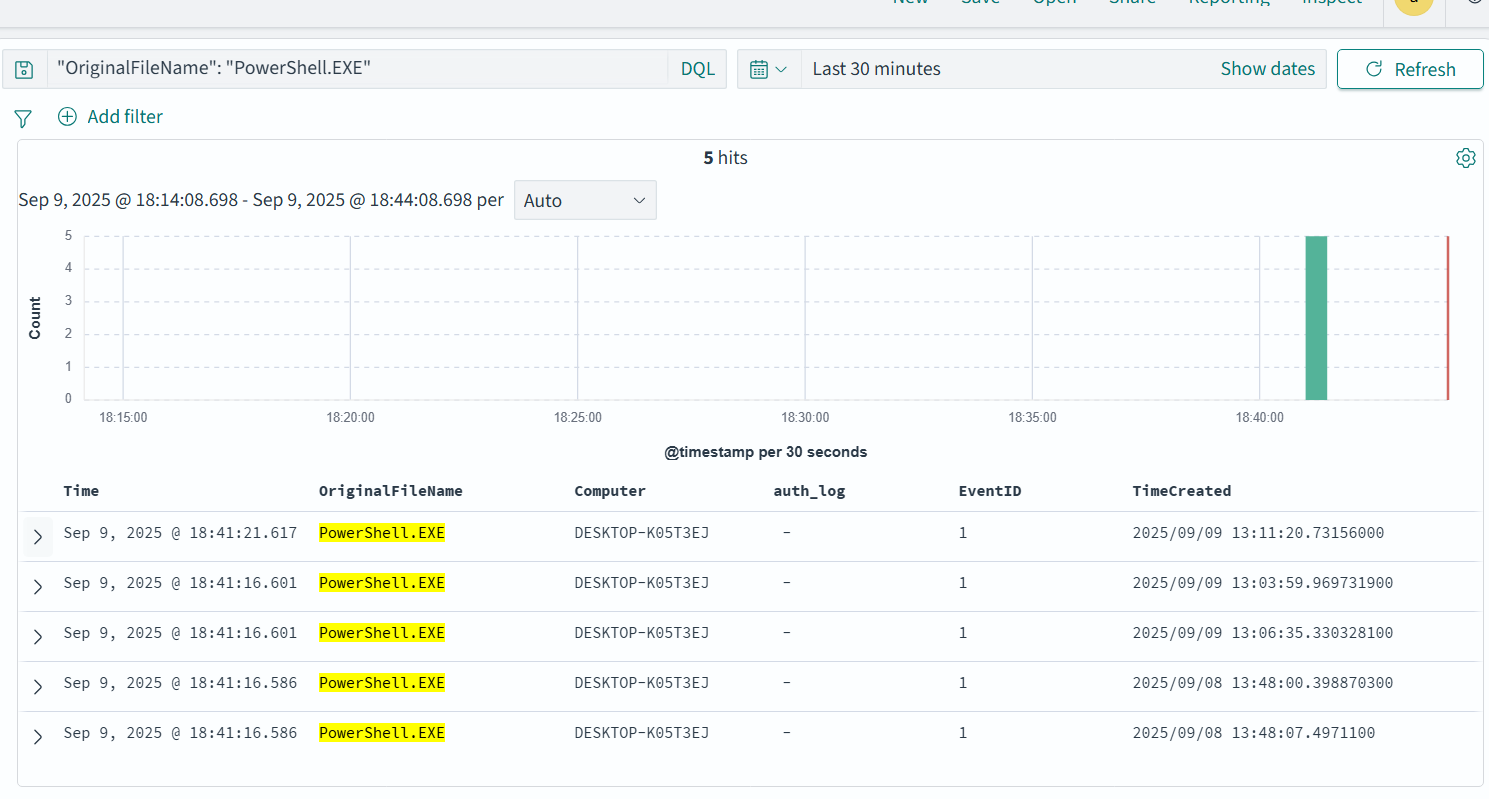 New Save Open Share Reporting Inspect
"OriginalFileName": "PowerShell.EXE" DQL Last 30 minutes Show dates Refresh
Add filter
5 hits
Sep 9, 2025 @ 18:14:08.698 - Sep 9, 2025 @ 18:44:08.698 per Auto
5
4
3
2
1
0
Count
18:15:00 18:20:00 18:25:00 18:30:00 18:35:00 18:40:00
@timestamp per 30 seconds
Time OriginalFileName Computer auth_log EventID TimeCreated
Sep 9, 2025 @ 18:41:21.617 PowerShell.EXE DESKTOP-K05T3EJ - 1 2025/09/09 13:11:20.73156000
Sep 9, 2025 @ 18:41:16.601 PowerShell.EXE DESKTOP-K05T3EJ - 1 2025/09/09 13:03:59.969731900
Sep 9, 2025 @ 18:41:16.601 PowerShell.EXE DESKTOP-K05T3EJ - 1 2025/09/09 13:06:35.330328100
Sep 9, 2025 @ 18:41:16.586 PowerShell.EXE DESKTOP-K05T3EJ - 1 2025/09/08 13:48:00.398870300
Sep 9, 2025 @ 18:41:16.586 PowerShell.EXE DESKTOP-K05T3EJ - 1 2025/09/08 13:48:07.4971100